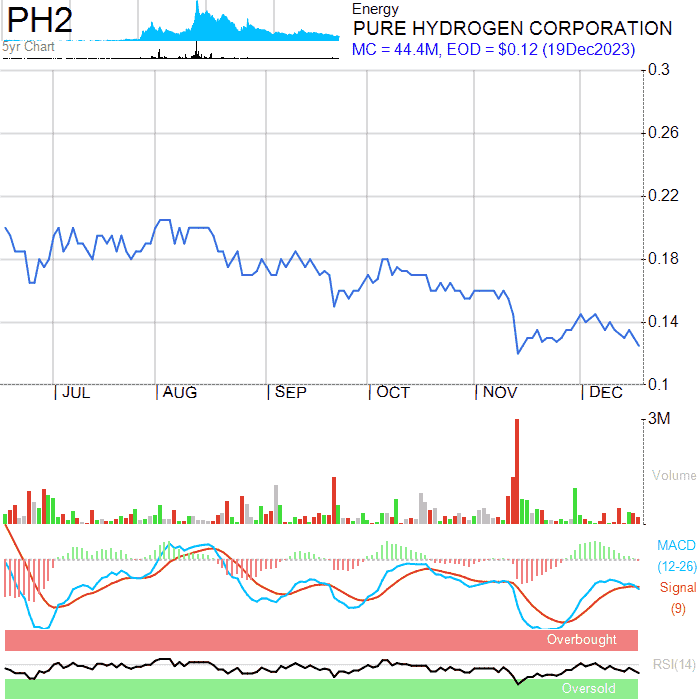 PH2
5yr Chart
Energy
PURE HYDROGEN CORPORATION
MC = 44.4M, EOD = $0.12 (19Dec2023)
0.3
0.26
0.22
0.18
0.14
0.1
JUL AUG SEP OCT NOV DEC
3M
Volume
MACD
(12-26)
Signal
(9)
Overbought
RSI(14)
Oversold